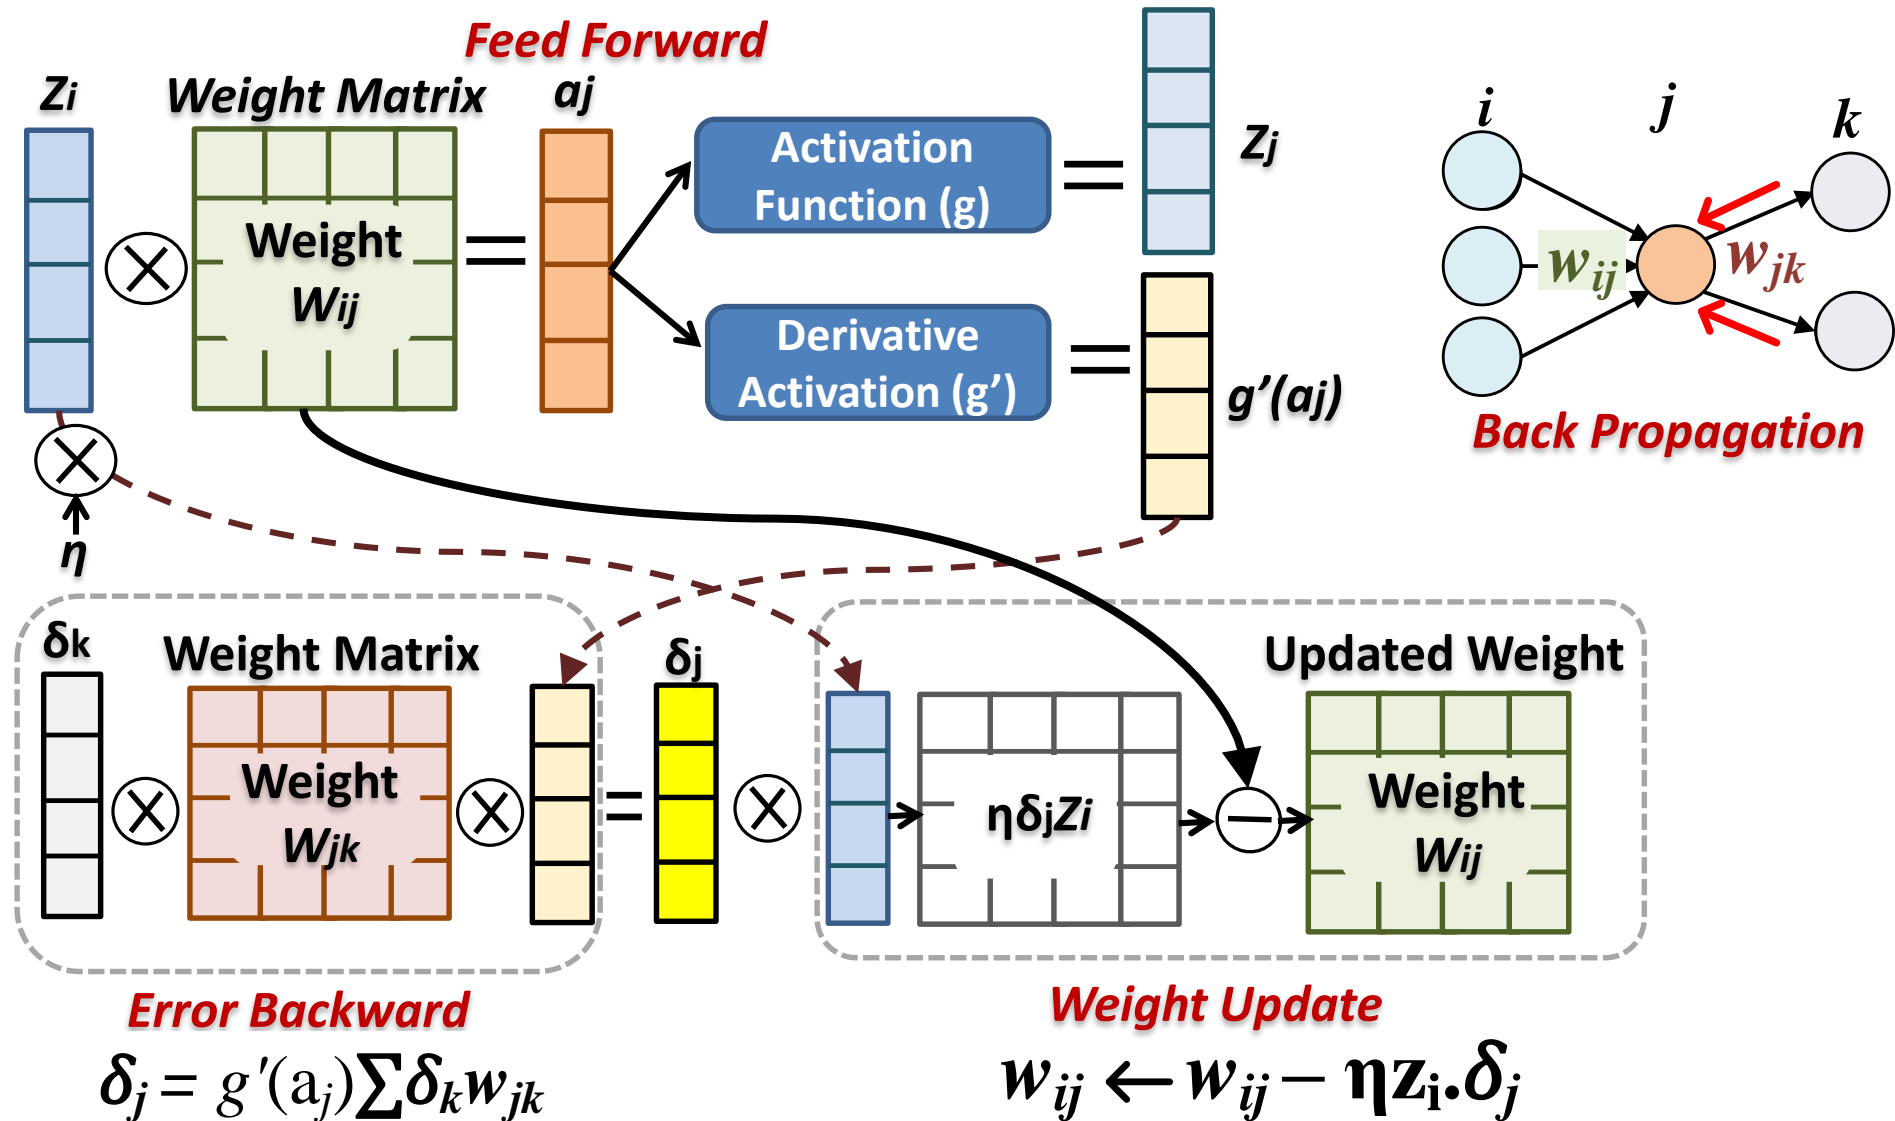 Feed Forward
Zi
Weight Matrix
aj
Weight
Wij
Activation
Function (g)
Zj
Derivative
Activation (g’)
g’(aj)
i
j
k
wij
wjk
Back Propagation
η
δk
Weight Matrix
Weight
Wjk
δj
ηδjZi
Updated Weight
Weight
Wij
Error Backward
δj = g'(aj)∑δkwjk
Weight Update
wij ← wij – ηzi.δj